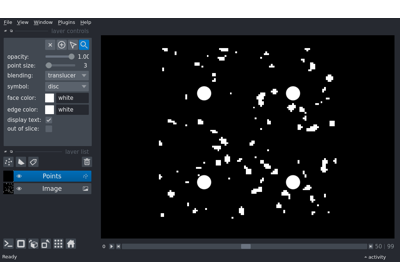 File View Window Plugins Help
layer controls
opacity: 1.00
point size: 3
blending: translucer
symbol: disc
face color: white
edge color: white
display text:
out of slice:
layer list
Points
Image
50 99
Ready
activity